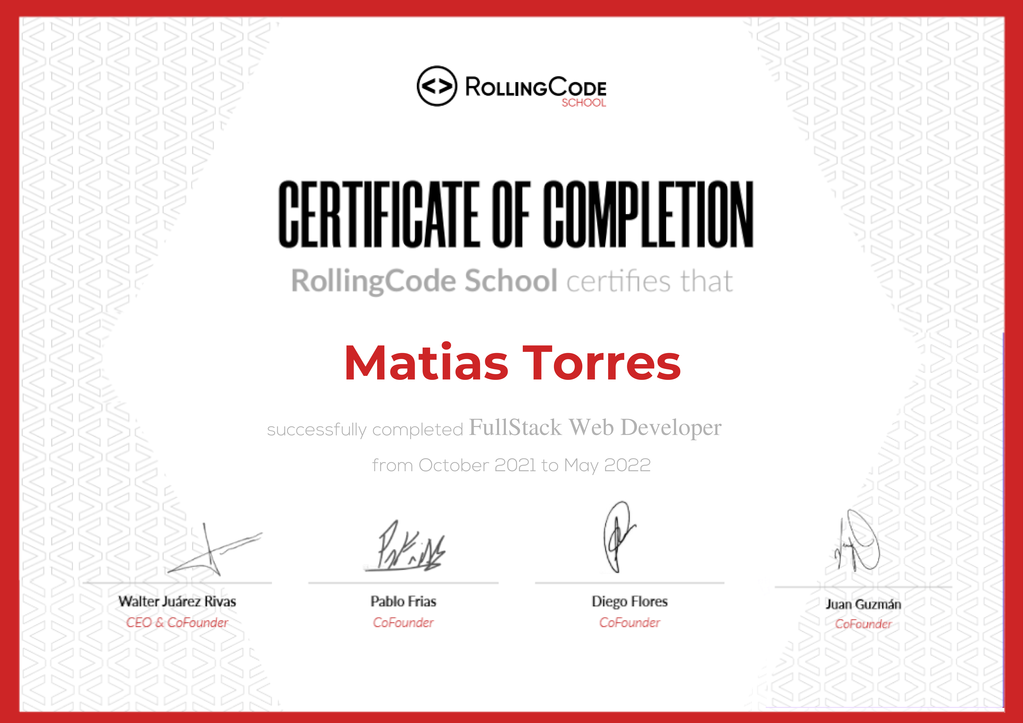 ROLLINGCODE
SCHOOL
CERTIFICATE OF COMPLETION
RollingCode School certifies that
Matias Torres
successfully completed FullStack Web Developer
from October 2021 to May 2022
Walter Juárez Rivas
CEO & CoFounder
Pablo Frias
CoFounder
Diego Flores
CoFounder
Juan Guzmán
CoFounder